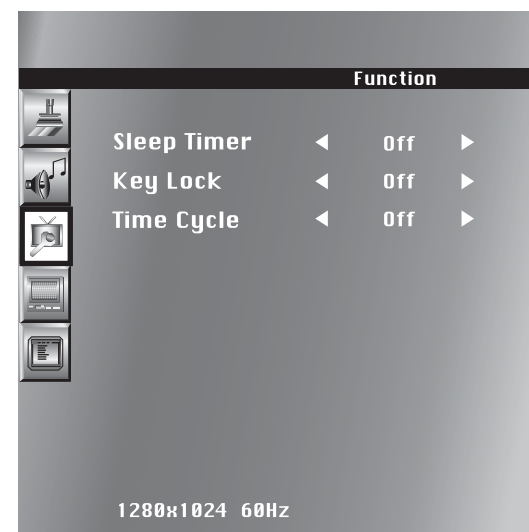 Function
Sleep Timer ◀ Off ▶
Key Lock ◀ Off ▶
Time Cycle ◀ Off ▶
1280x1024 60Hz